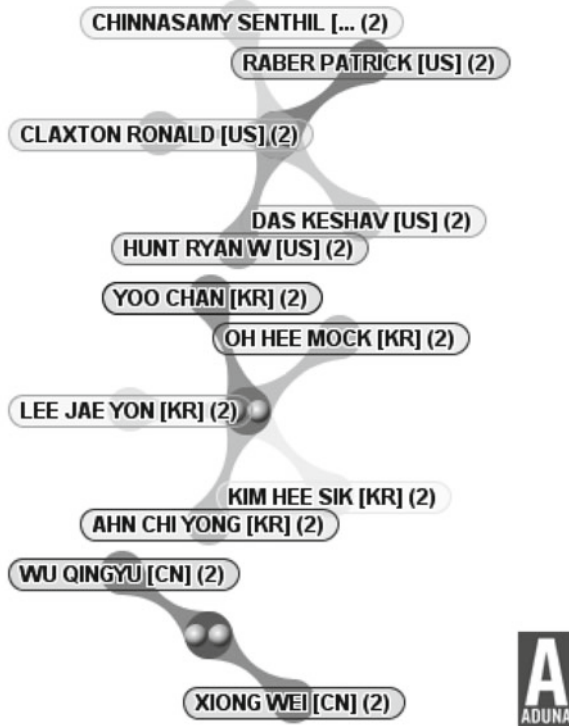 CHINNASAMY SENTHIL [... (2)
RABER PATRICK [US] (2)
CLAXTON RONALD [US] (2)
DAS KESHAV [US] (2)
HUNT RYAN W [US] (2)
YOO CHAN [KR] (2)
OH HEE MOCK [KR] (2)
LEE JAE YON [KR] (2)
KIM HEE SIK [KR] (2)
AHN CHI YONG [KR] (2)
WU QINGYU [CN] (2)
XIONG WEI [CN] (2)
A
ADUNA